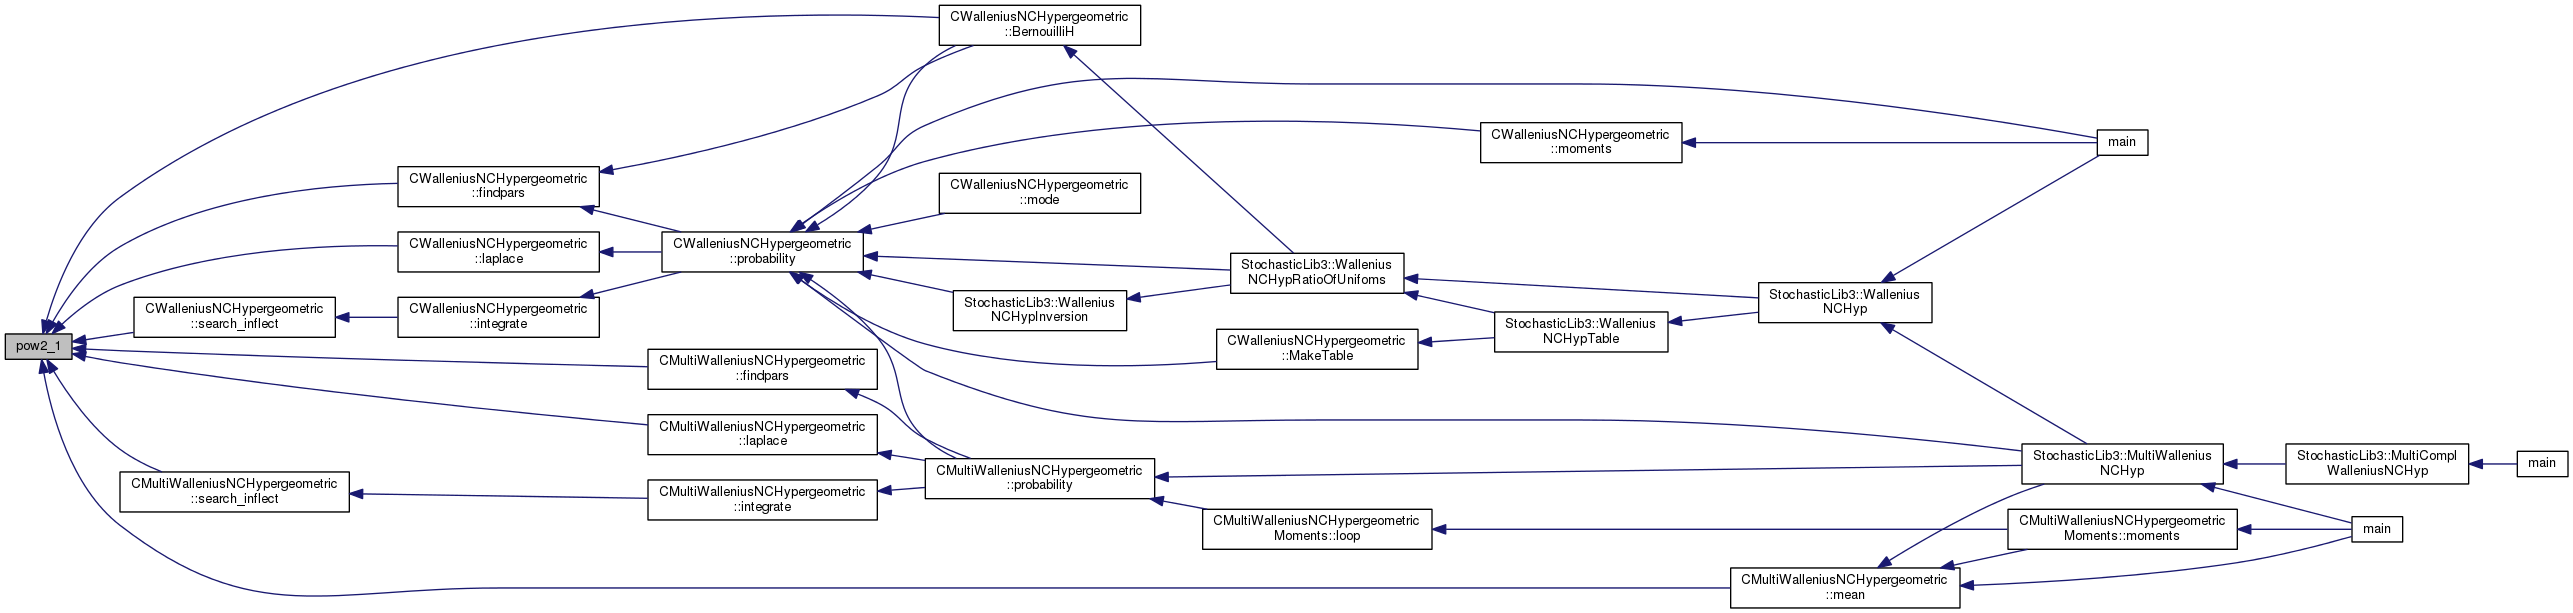 CWalleniusNCHypergeometric
::BernouilliH
CWalleniusNCHypergeometric
::moments
main
CWalleniusNCHypergeometric
::findpars
CWalleniusNCHypergeometric
::mode
CWalleniusNCHypergeometric
::laplace
CWalleniusNCHypergeometric
::probability
StochasticLib3::Wallenius
NCHypRatioOfUnifoms
StochasticLib3::Wallenius
NCHyp
CWalleniusNCHypergeometric
::search_inflect
CWalleniusNCHypergeometric
::integrate
StochasticLib3::Wallenius
NCHypInversion
StochasticLib3::Wallenius
NCHypTable
pow2_1
CWalleniusNCHypergeometric
::MakeTable
CMultiWalleniusNCHypergeometric
::findpars
CMultiWalleniusNCHypergeometric
::laplace
CMultiWalleniusNCHypergeometric
::probability
StochasticLib3::MultiWallenius
NCHyp
StochasticLib3::MultiCompl
WalleniusNCHyp
main
CMultiWalleniusNCHypergeometric
::search_inflect
CMultiWalleniusNCHypergeometric
::integrate
CMultiWalleniusNCHypergeometric
Moments::loop
CMultiWalleniusNCHypergeometric
Moments::moments
main
CMultiWalleniusNCHypergeometric
::mean